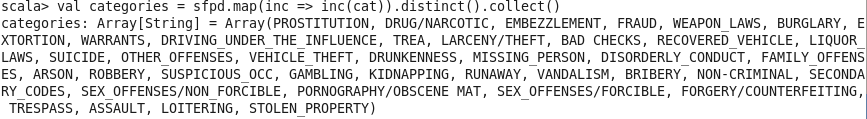 scala> val categories = sfpd.map(inc => inc(cat)).distinct().collect()
categories: Array[String] = Array(PROSTITUTION, DRUG/NARCOTIC, EMBEZZLEMENT, FRAUD, WEAPON_LAWS, BURGLARY, E
XTORTION, WARRANTS, DRIVING_UNDER_THE_INFLUENCE, TREA, LARCENY/THEFT, BAD CHECKS, RECOVERED_VEHICLE, LIQUOR_
LAWS, SUICIDE, OTHER_OFFENSES, VEHICLE_THEFT, DRUNKENNESS, MISSING_PERSON, DISORDERLY_CONDUCT, FAMILY_OFFENS
ES, ARSON, ROBBERY, SUSPICIOUS_OCC, GAMBLING, KIDNAPPING, RUNAWAY, VANDALISM, BRIBERY, NON-CRIMINAL, SECONDA
RY_CODES, SEX_OFFENSES/NON_FORCIBLE, PORNOGRAPHY/OBSCENE MAT, SEX_OFFENSES/FORCIBLE, FORGERY/COUNTERFEITING,
 TRESPASS, ASSAULT, LOITERING, STOLEN_PROPERTY)